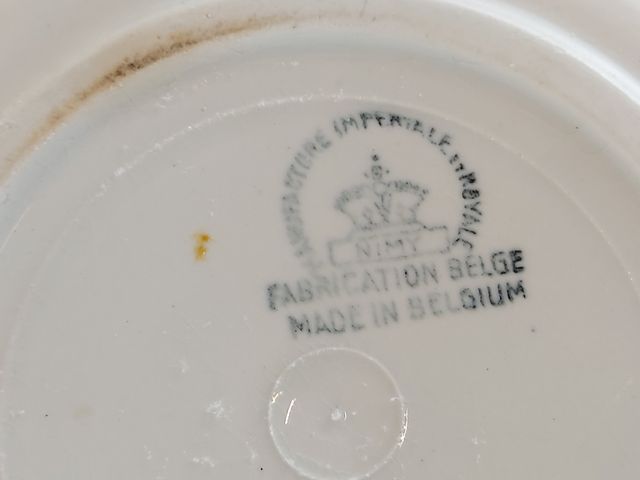 MANUFACTURE IMPERIALE ET ROYALE
NIMY
FABRICATION BELGE
MADE IN BELGIUM